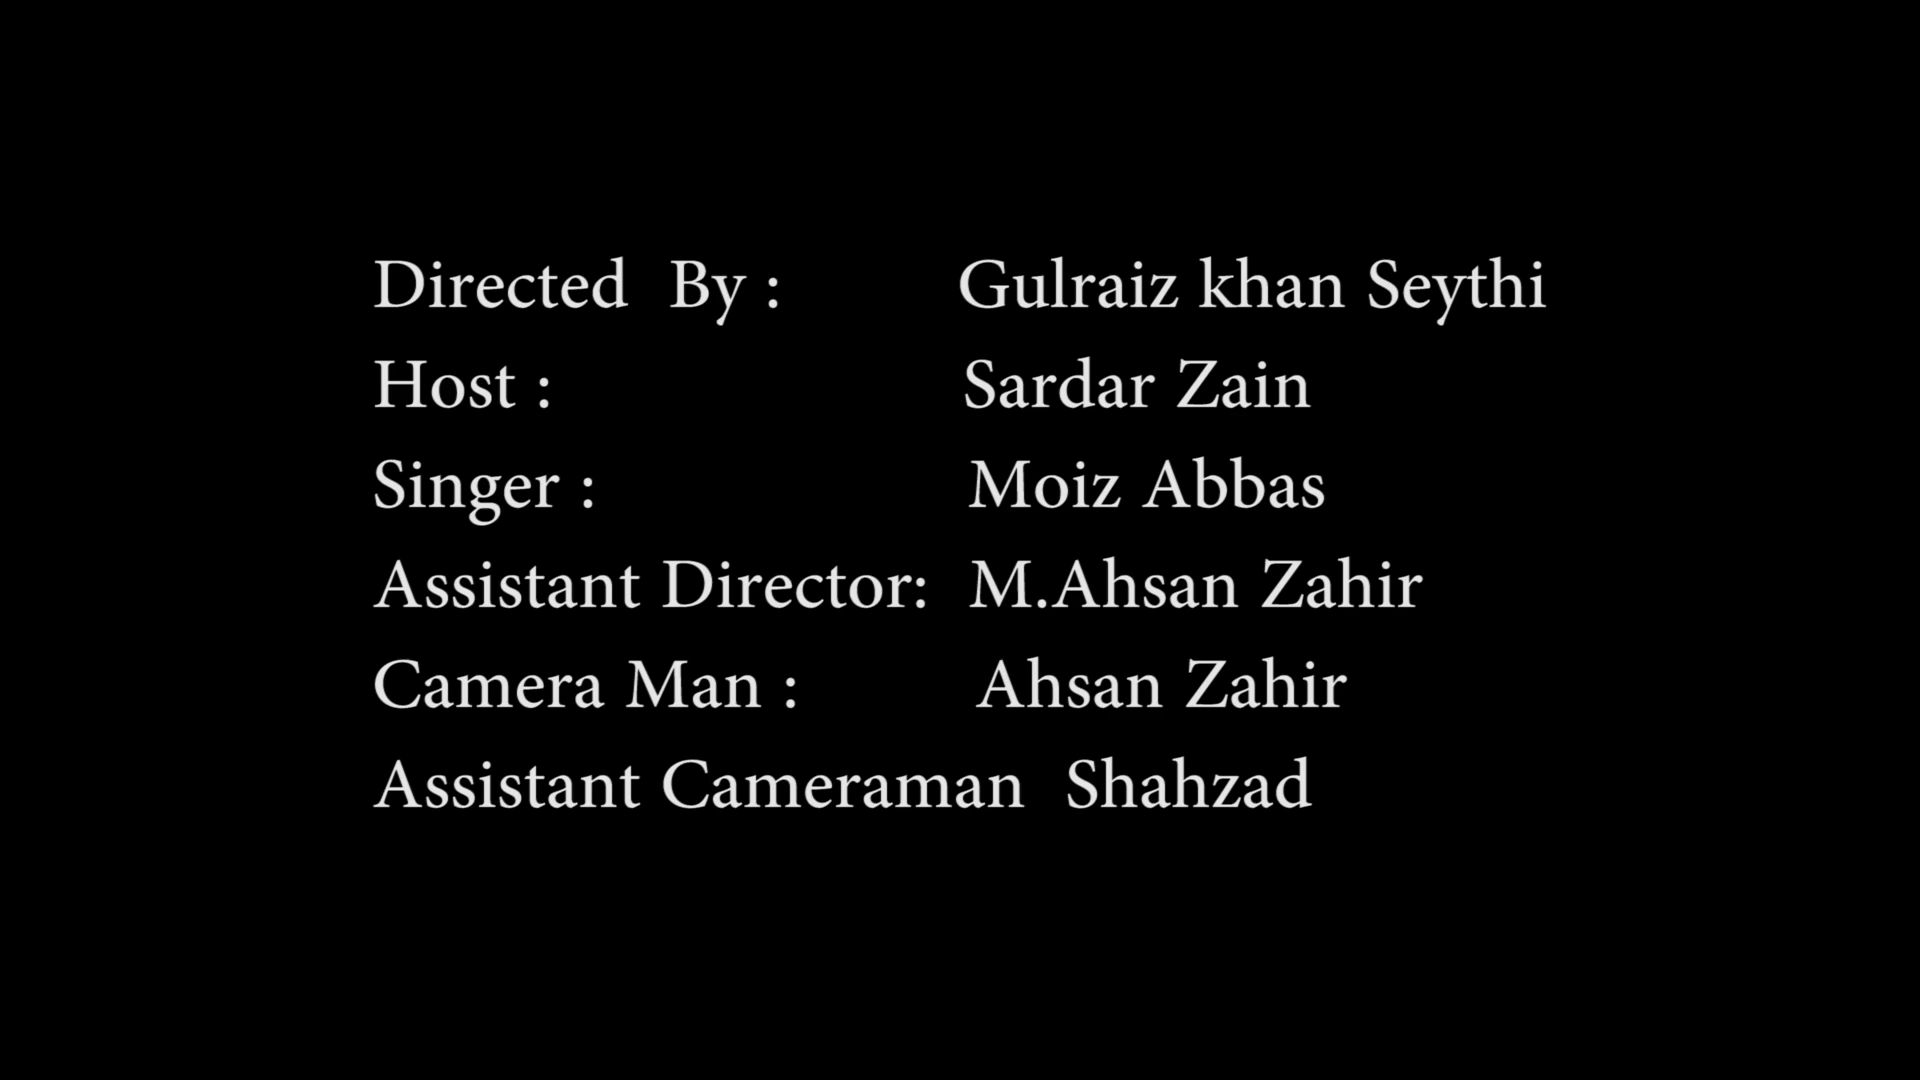 Directed By : Gulraiz khan Seythi
Host : Sardar Zain
Singer : Moiz Abbas
Assistant Director: M.Ahsan Zahir
Camera Man : Ahsan Zahir
Assistant Cameraman Shahzad